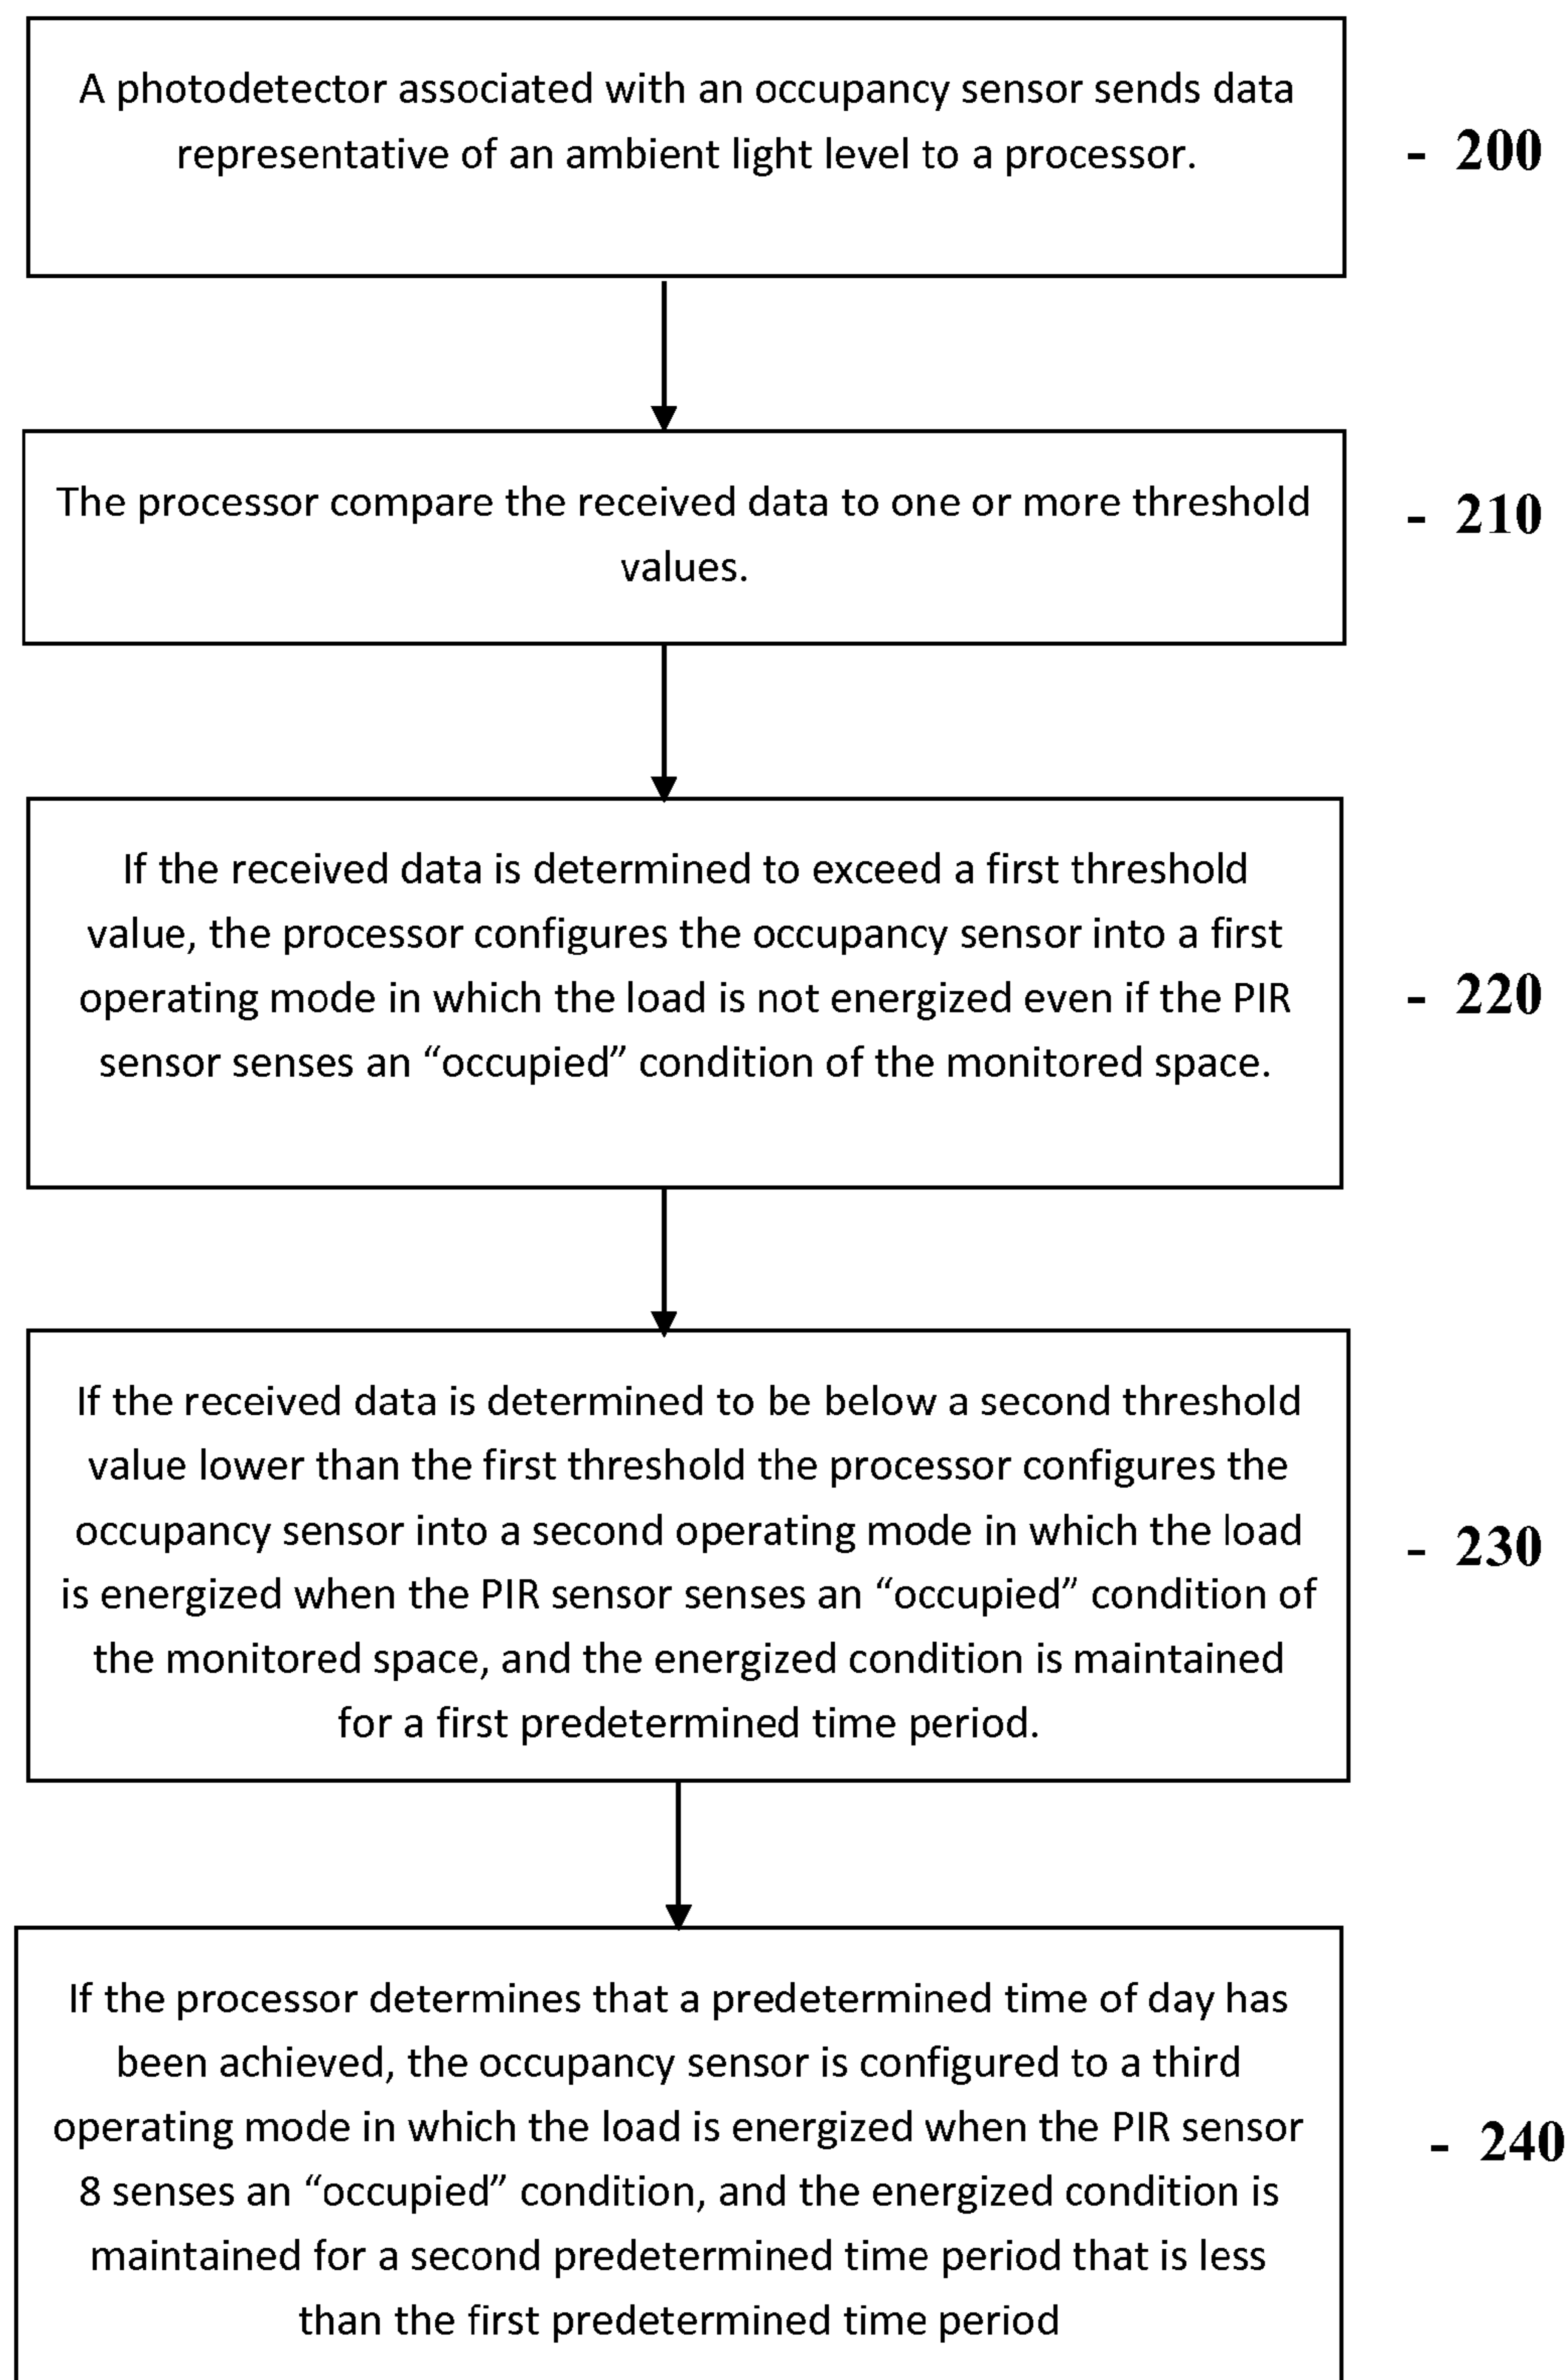 A photodetector associated with an occupancy sensor sends data
representative of an ambient light level to a processor.
- 200
The processor compare the received data to one or more threshold
values.
- 210
If the received data is determined to exceed a first threshold
value, the processor configures the occupancy sensor into a first
operating mode in which the load is not energized even if the PIR
sensor senses an “occupied” condition of the monitored space.
- 220
If the received data is determined to be below a second threshold
value lower than the first threshold the processor configures the
occupancy sensor into a second operating mode in which the load
is energized when the PIR sensor senses an “occupied” condition of
the monitored space, and the energized condition is maintained
for a first predetermined time period.
- 230
If the processor determines that a predetermined time of day has
been achieved, the occupancy sensor is configured to a third
operating mode in which the load is energized when the PIR sensor
8 senses an “occupied” condition, and the energized condition is
maintained for a second predetermined time period that is less
than the first predetermined time period
- 240